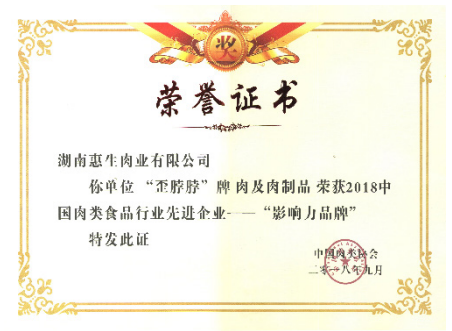 奖
荣誉证书
湖南惠生肉业有限公司
你单位 “歪脖脖”牌 肉及肉制品 荣获2018中
国肉类食品行业先进企业——“影响力品牌”
特发此证
中国肉类协会
二零一八年九月